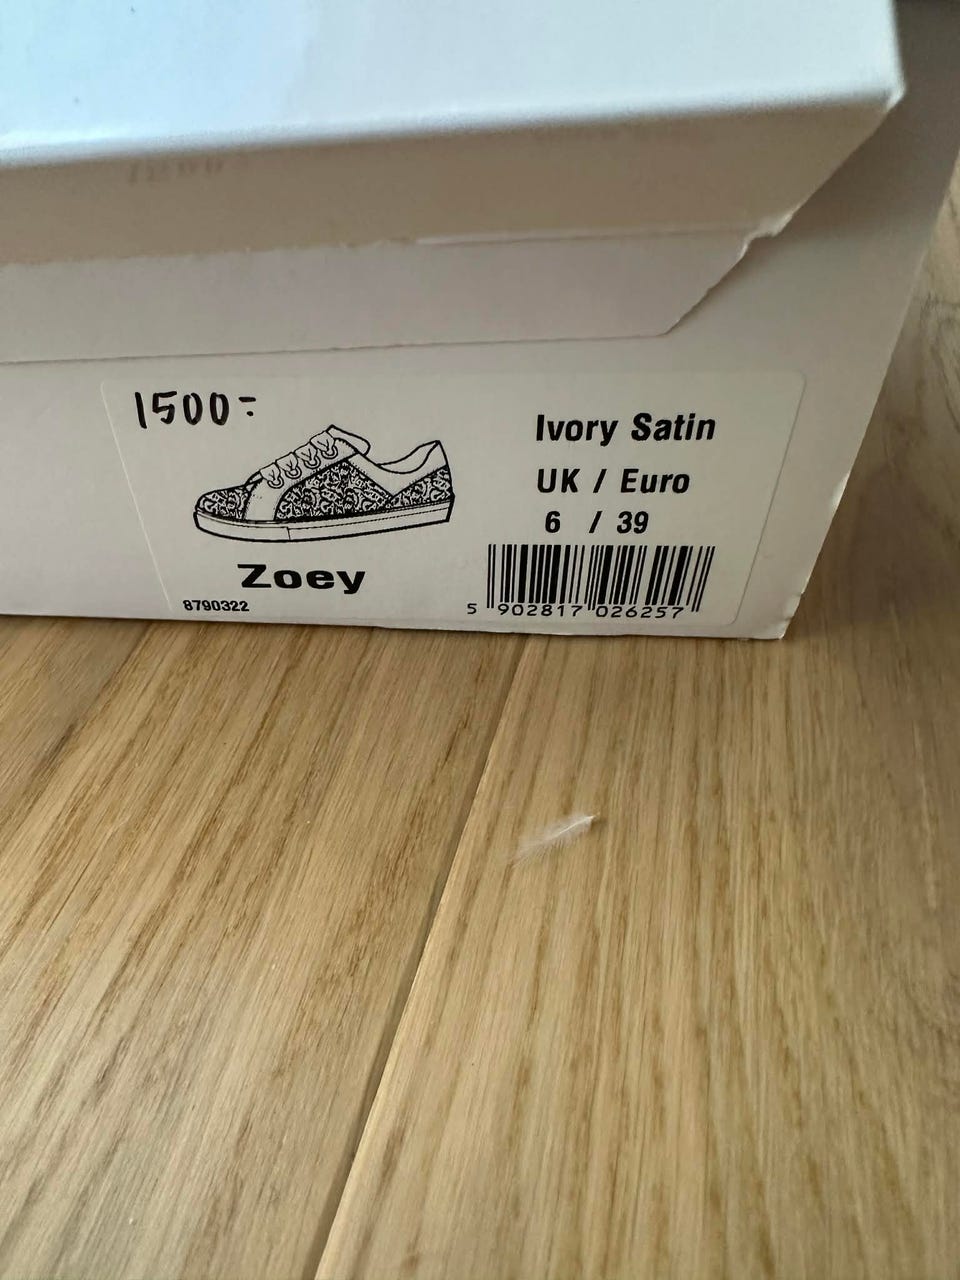 1500:-
Ivory Satin
UK / Euro
6 / 39
Zoey
8790322
5 902817 026257